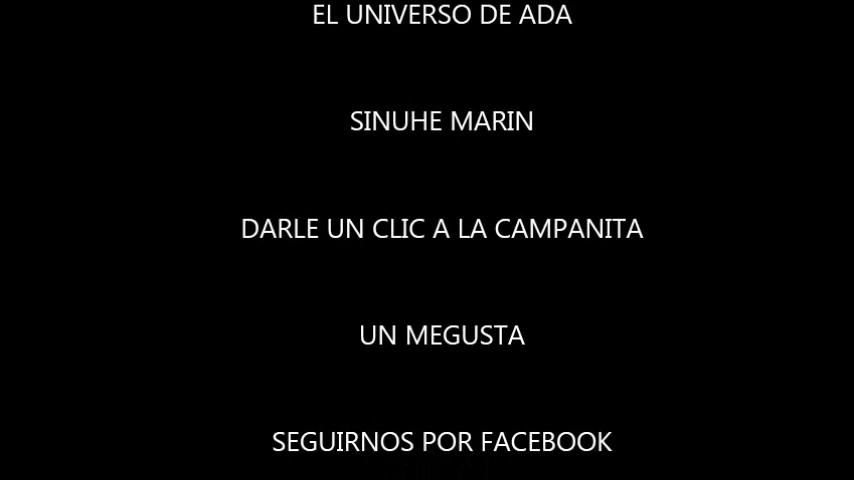 EL UNIVERSO DE ADA
SINUHE MARIN
DARLE UN CLIC A LA CAMPANITA
UN MEGUSTA
SEGUIRNOS POR FACEBOOK